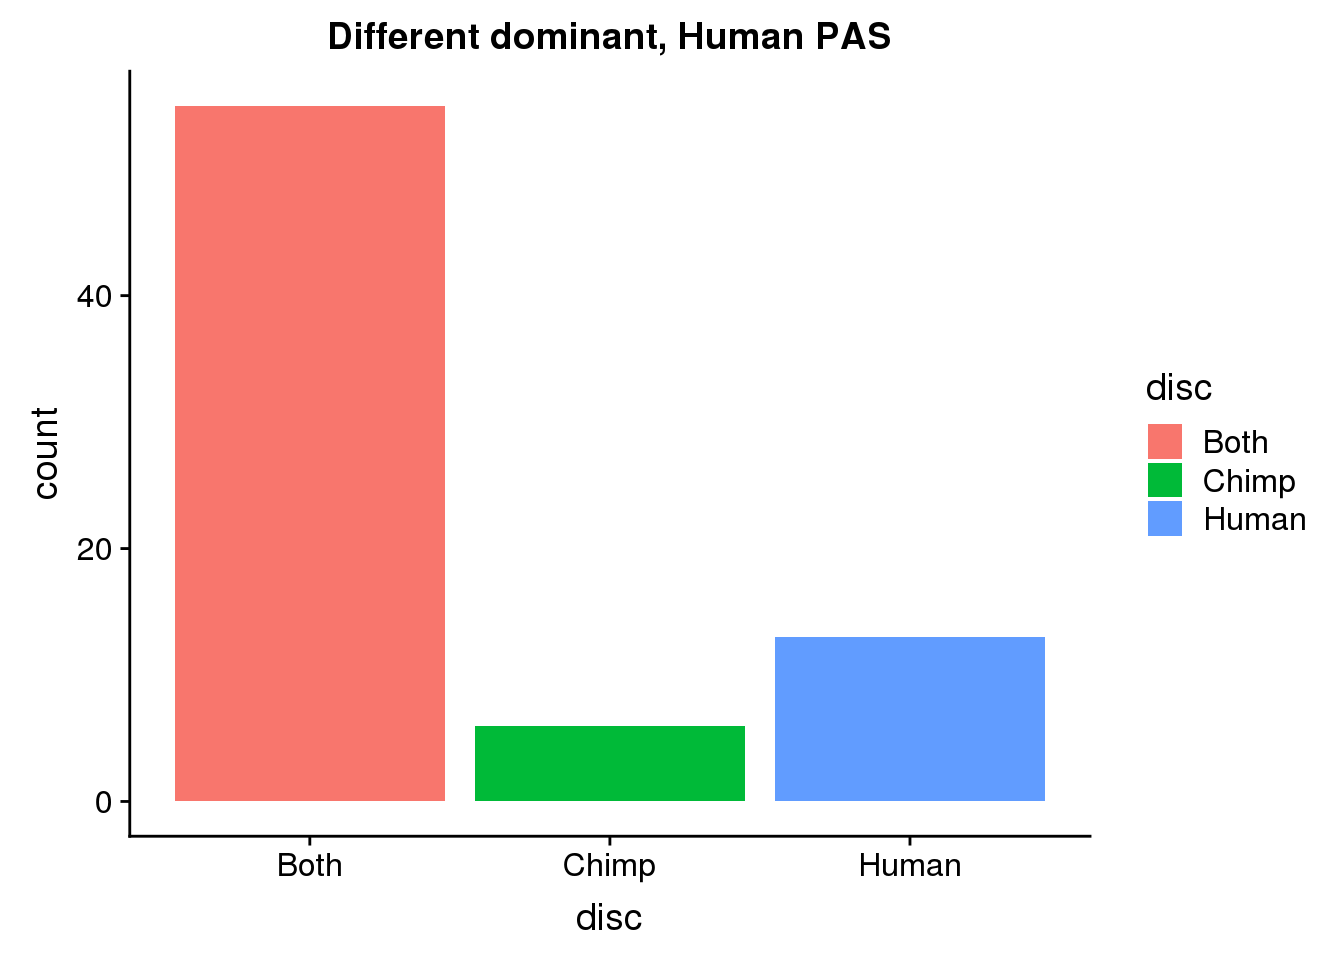 Different dominant, Human PAS
count
40
20
0
Both
Chimp
Human
disc
disc
Both
Chimp
Human